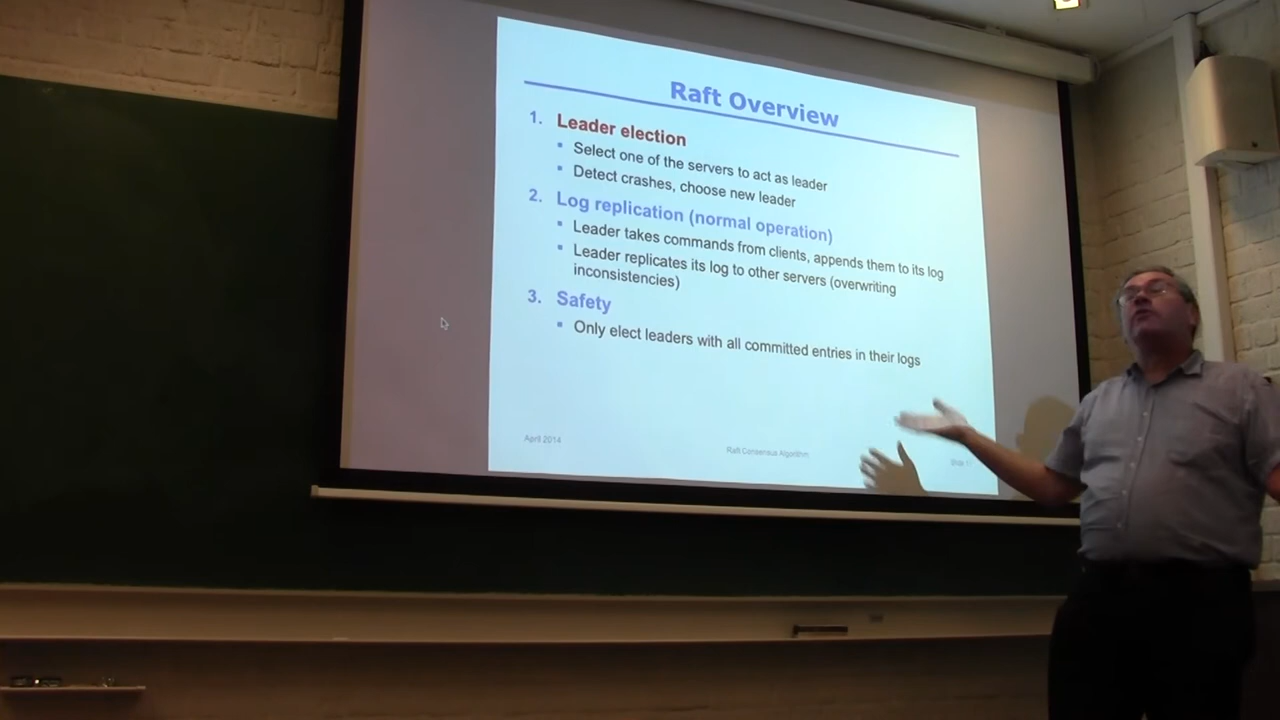 Raft Overview
1. Leader election
▪ Select one of the servers to act as leader
▪ Detect crashes, choose new leader
2. Log replication (normal operation)
▪ Leader takes commands from clients, appends them to its log
▪ Leader replicates its log to other servers (overwriting
inconsistencies)
3. Safety
▪ Only elect leaders with all committed entries in their logs
April 2014
Raft Consensus Algorithm
Slide